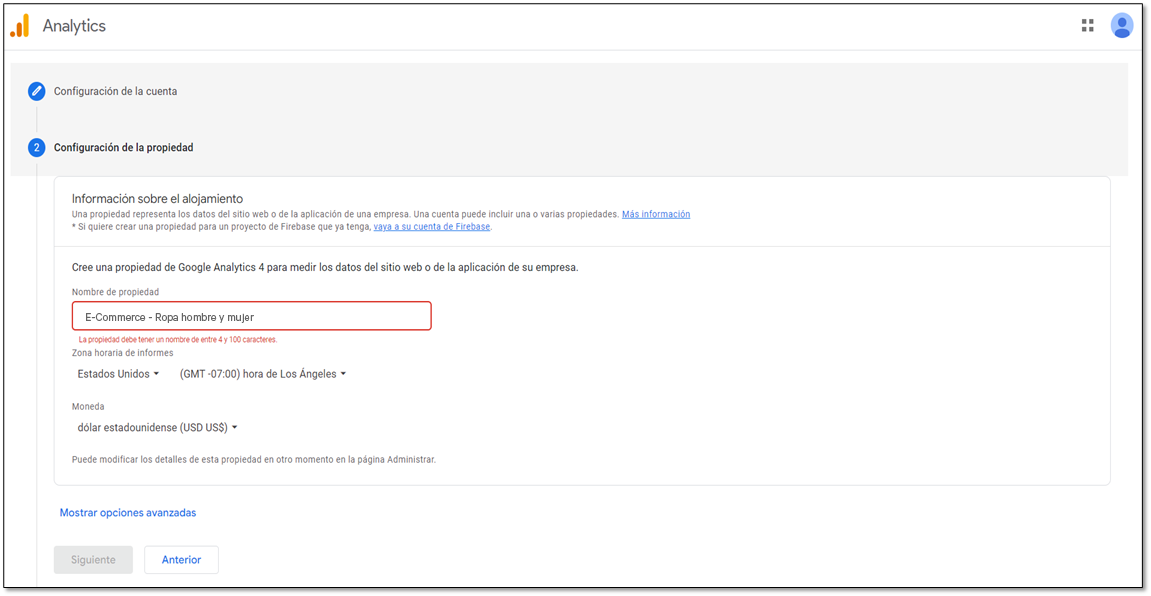 Analytics
Configuración de la cuenta
2 Configuración de la propiedad
Información sobre el alojamiento
Una propiedad representa los datos del sitio web o de la aplicación de una empresa. Una cuenta puede incluir una o varias propiedades. Más información
* Si quiere crear una propiedad para un proyecto de Firebase que ya tenga, vaya a su cuenta de Firebase.
Cree una propiedad de Google Analytics 4 para medir los datos del sitio web o de la aplicación de su empresa.
Nombre de propiedad
E-Commerce - Ropa hombre y mujer
La propiedad debe tener un nombre de entre 4 y 100 caracteres.
Zona horaria de informes
Estados Unidos (GMT -07:00) hora de Los Ángeles
Moneda
dólar estadounidense (USD US$)
Puede modificar los detalles de esta propiedad en otro momento en la página Administrar.
Mostrar opciones avanzadas
Siguiente Anterior